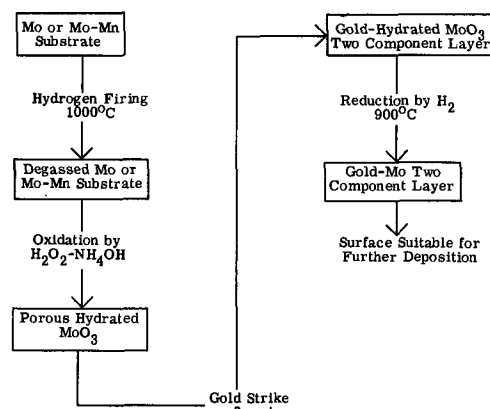 Mo or Mo-Mn
Substrate
Hydrogen Firing
1000°C
Degassed Mo or
Mo-Mn Substrate
Oxidation by
H₂O₂-NH₄OH
Porous Hydrated
MoO₃
Gold Strike
Gold-Hydrated MoO₃
Two Component Layer
Reduction by H₂
900°C
Gold-Mo Two
Component Layer
Surface Suitable for
Further Deposition